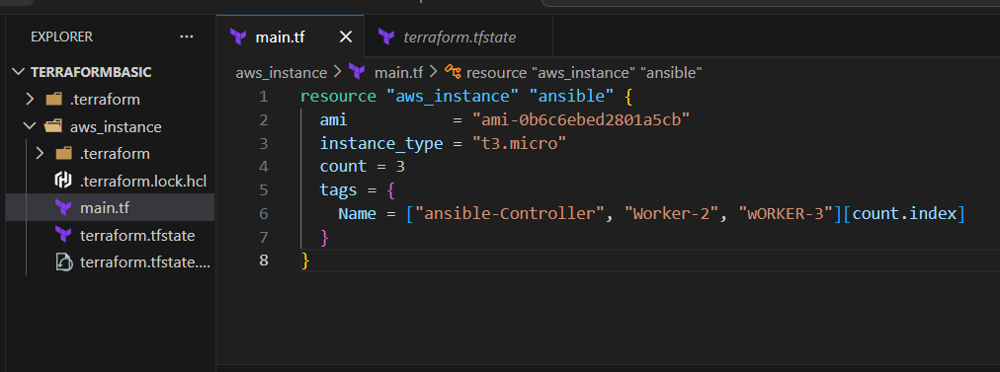 EXPLORER
...
TERRAFORMBASIC
.terraform
aws_instance
.terraform
.terraform.lock.hcl
main.tf
terraform.tfstate
terraform.tfstate....
main.tf
terraform.tfstate
aws_instance > main.tf > resource "aws_instance" "ansible"
1 resource "aws_instance" "ansible" {
2 ami = "ami-0b6c6ebed2801a5cb"
3 instance_type = "t3.micro"
4 count = 3
5 tags = {
6 Name = ["ansible-Controller", "Worker-2", "wORKER-3"][count.index]
7 }
8 }